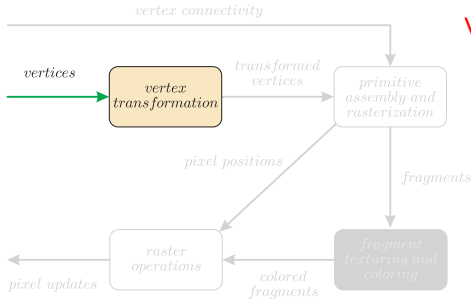 vertex connectivity
vertices
vertex
transformation
transformed
vertices
primitive
assembly and
rasterization
pixel positions
fragments
raster
operations
fragment
texturing and
coloring
pixel updates
colored
fragments